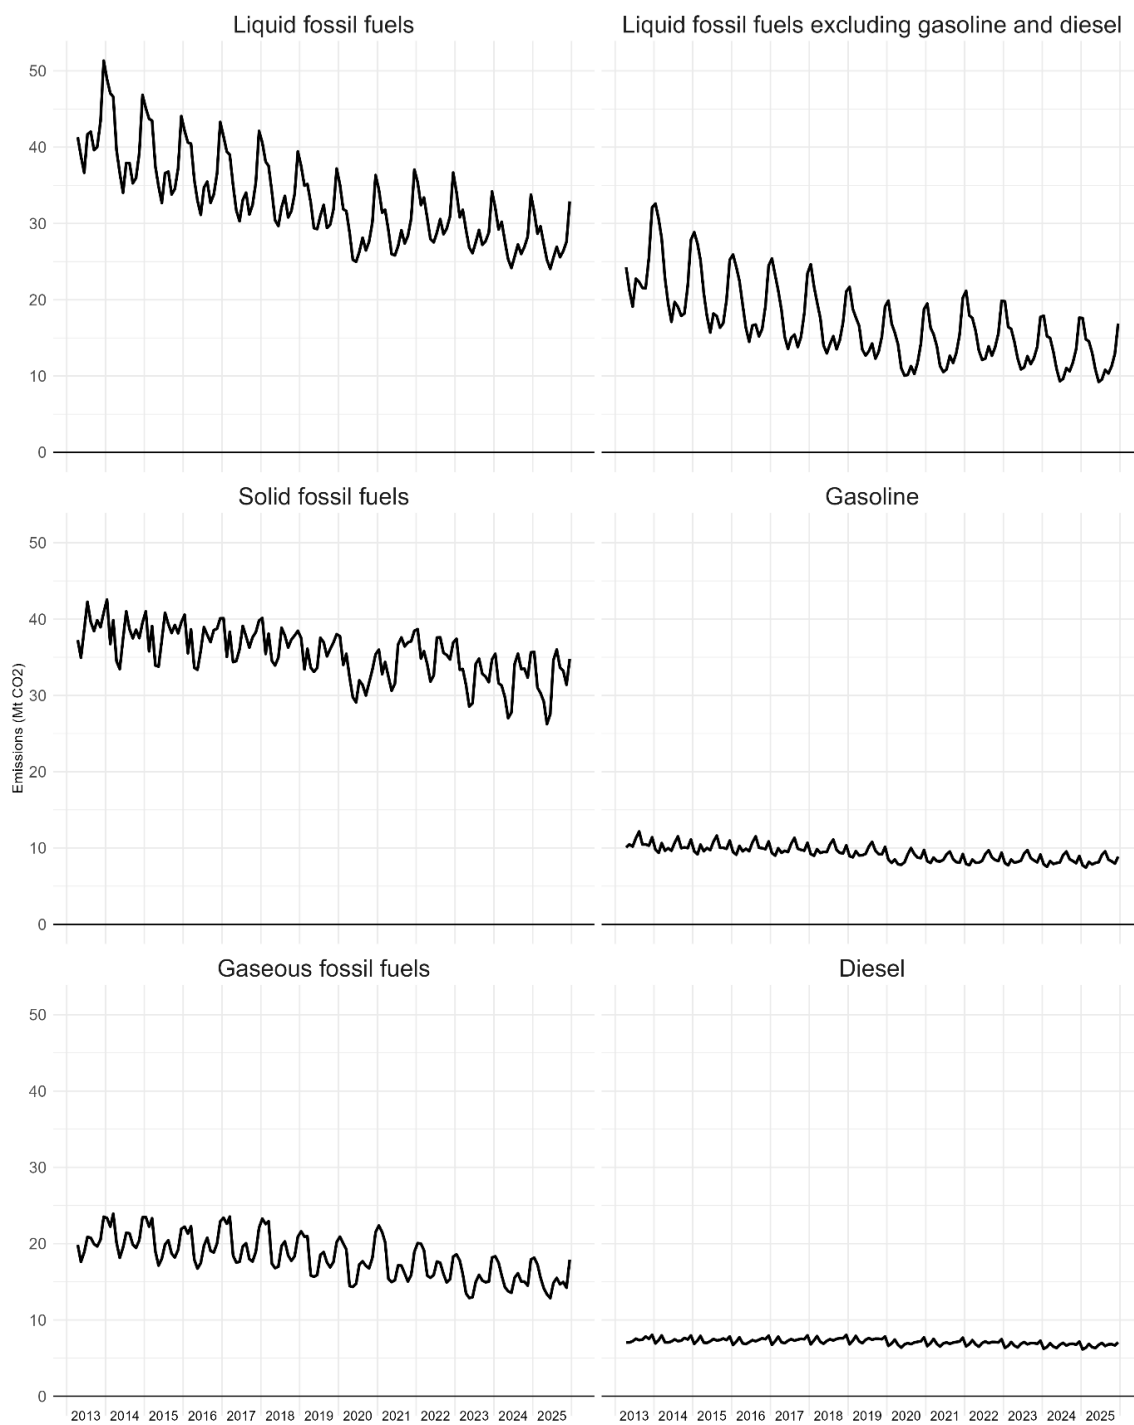 Liquid fossil fuels
Liquid fossil fuels excluding gasoline and diesel
50
40
30
20
10
0
Solid fossil fuels
Gasoline
50
40
30
20
10
0
Emissions (Mt CO2)
Gaseous fossil fuels
Diesel
50
40
30
20
10
0
2013 2014 2015 2016 2017 2018 2019 2020 2021 2022 2023 2024 2025
2013 2014 2015 2016 2017 2018 2019 2020 2021 2022 2023 2024 2025